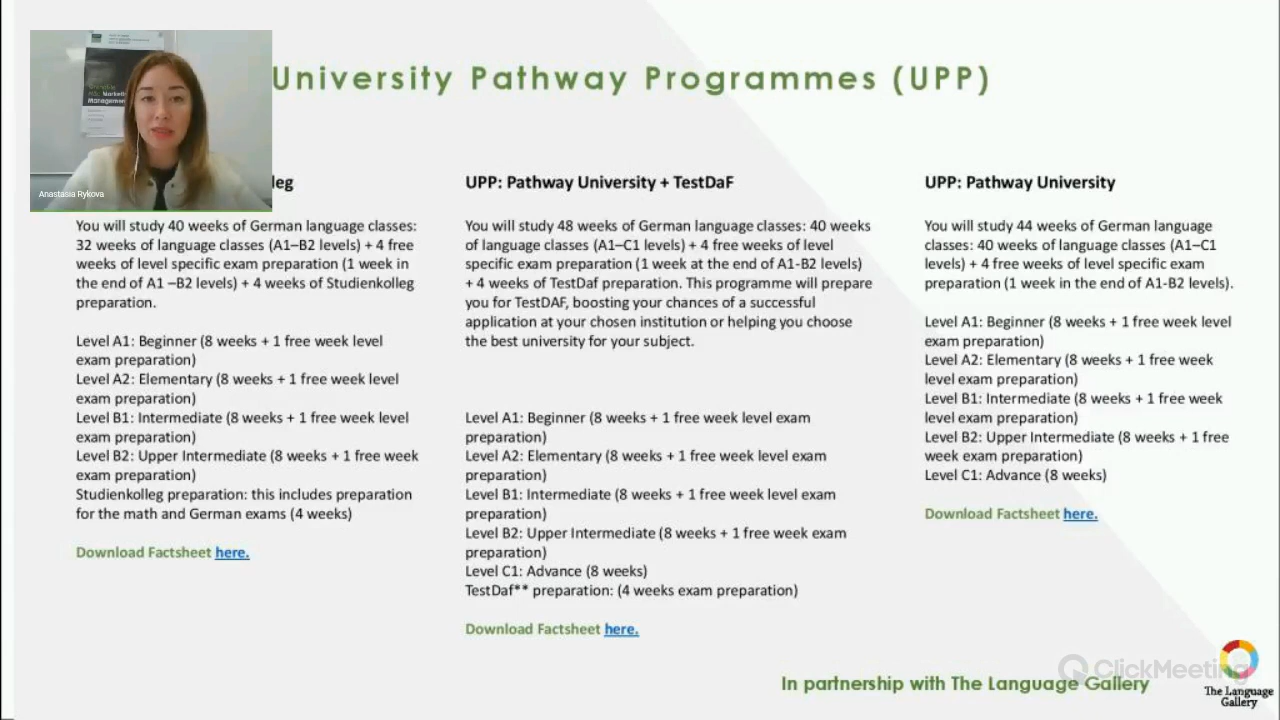 University Pathway Programmes (UPP)
Marketing
Management
Anastasia Rykova
leg
You will study 40 weeks of German language classes:
32 weeks of language classes (A1–B2 levels) + 4 free
weeks of level specific exam preparation (1 week in
the end of A1 –B2 levels) + 4 weeks of Studienkolleg
preparation.
Level A1: Beginner (8 weeks + 1 free week level
exam preparation)
Level A2: Elementary (8 weeks + 1 free week level
exam preparation)
Level B1: Intermediate (8 weeks + 1 free week level
exam preparation)
Level B2: Upper Intermediate (8 weeks + 1 free week
exam preparation)
Studienkolleg preparation: this includes preparation
for the math and German exams (4 weeks)
Download Factsheet here.
UPP: Pathway University + TestDaF
You will study 48 weeks of German language classes: 40 weeks
of language classes (A1–C1 levels) + 4 free weeks of level
specific exam preparation (1 week at the end of A1-B2 levels)
+ 4 weeks of TestDaf preparation. This programme will prepare
you for TestDAF, boosting your chances of a successful
application at your chosen institution or helping you choose
the best university for your subject.
Level A1: Beginner (8 weeks + 1 free week level exam
preparation)
Level A2: Elementary (8 weeks + 1 free week level exam
preparation)
Level B1: Intermediate (8 weeks + 1 free week level exam
preparation)
Level B2: Upper Intermediate (8 weeks + 1 free week exam
preparation)
Level C1: Advance (8 weeks)
TestDaf** preparation: (4 weeks exam preparation)
Download Factsheet here.
UPP: Pathway University
You will study 44 weeks of German language
classes: 40 weeks of language classes (A1–C1
levels) + 4 free weeks of level specific exam
preparation (1 week in the end of A1-B2 levels).
Level A1: Beginner (8 weeks + 1 free week level
exam preparation)
Level A2: Elementary (8 weeks + 1 free week
level exam preparation)
Level B1: Intermediate (8 weeks + 1 free week
level exam preparation)
Level B2: Upper Intermediate (8 weeks + 1 free
week exam preparation)
Level C1: Advance (8 weeks)
Download Factsheet here.
In partnership with The Language Gallery
ClickMeeting
The Language
Gallery